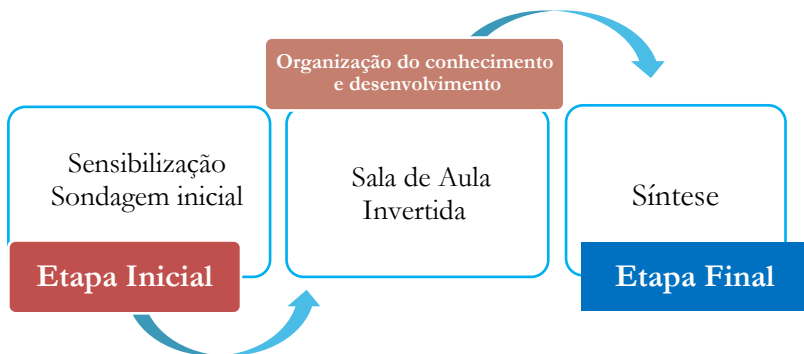 Sensibilização
Sondagem inicial
Etapa Inicial
Organização do conhecimento
e desenvolvimento
Sala de Aula
Invertida
Síntese
Etapa Final